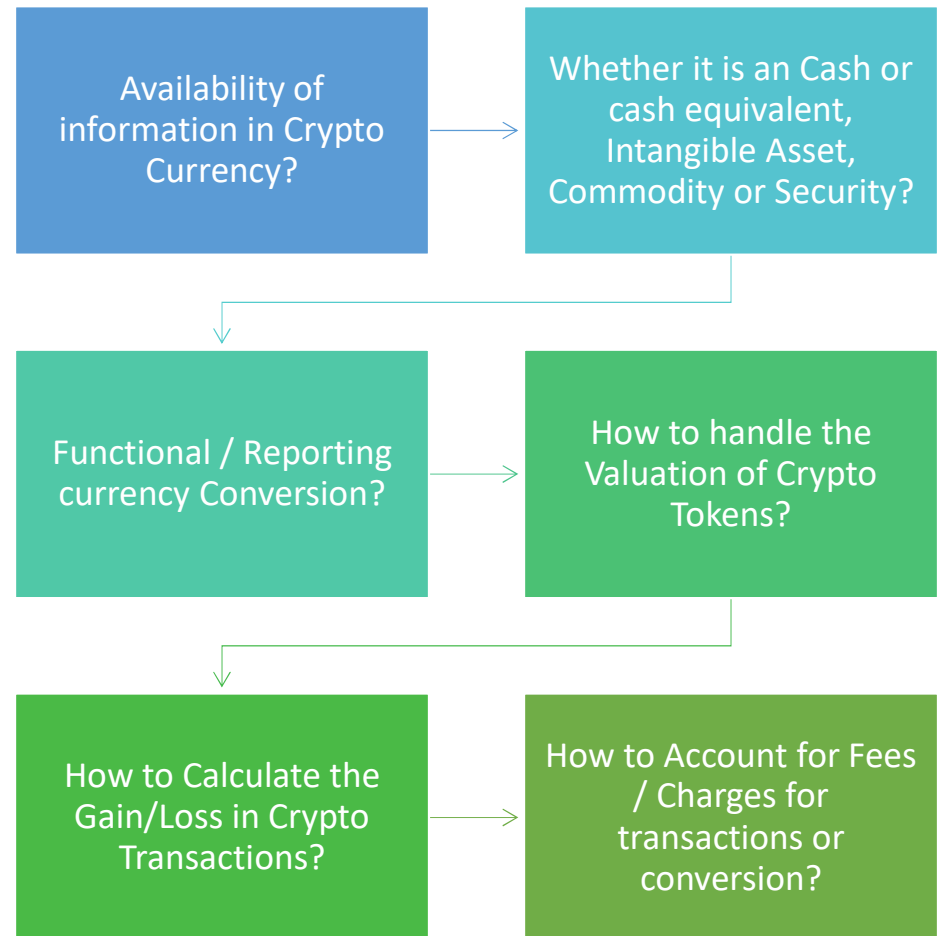 Availability of
information in Crypto
Currency?
Whether it is an Cash or
cash equivalent,
Intangible Asset,
Commodity or Security?
Functional / Reporting
currency Conversion?
How to handle the
Valuation of Crypto
Tokens?
How to Calculate the
Gain/Loss in Crypto
Transactions?
How to Account for Fees
/ Charges for
transactions or
conversion?